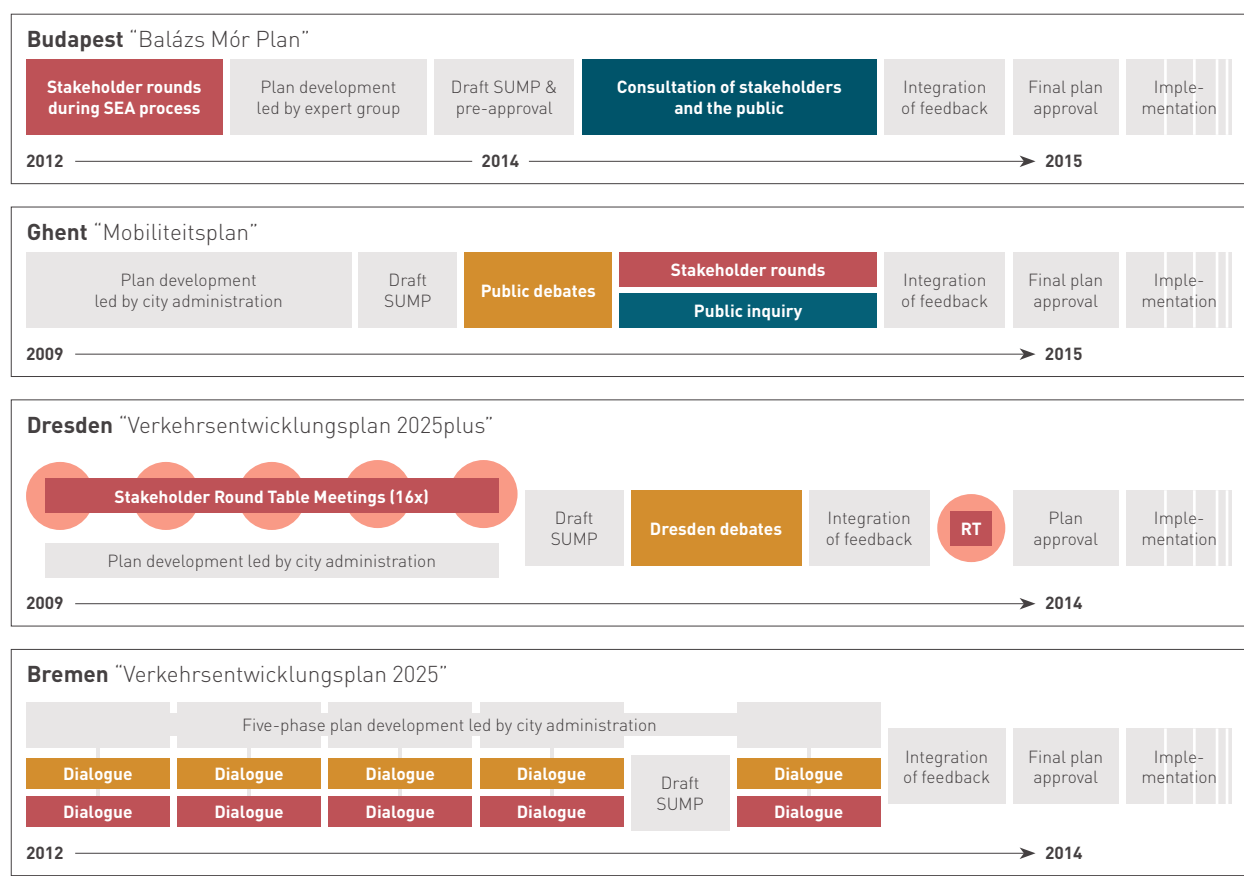 Budapest “Balázs Mór Plan”
Stakeholder rounds
during SEA process
Plan development
led by expert group
Draft SUMP &
pre-approval
Consultation of stakeholders
and the public
Integration
of feedback
Final plan
approval
Imple-
mentation
2012
2014
2015
Ghent “Mobiliteitsplan”
Plan development
led by city administration
Draft
SUMP
Public debates
Stakeholder rounds
Public inquiry
Integration
of feedback
Final plan
approval
Imple-
mentation
2009
2015
Dresden “Verkehrsentwicklungsplan 2025plus”
Stakeholder Round Table Meetings (16x)
Plan development led by city administration
Draft
SUMP
Dresden debates
Integration
of feedback
RT
Plan
approval
Imple-
mentation
2009
2014
Bremen “Verkehrsentwicklungsplan 2025”
Five-phase plan development led by city administration
Dialogue
Dialogue
Dialogue
Dialogue
Dialogue
Dialogue
Dialogue
Dialogue
Draft
SUMP
Dialogue
Dialogue
Integration
of feedback
Final plan
approval
Imple-
mentation
2012
2014